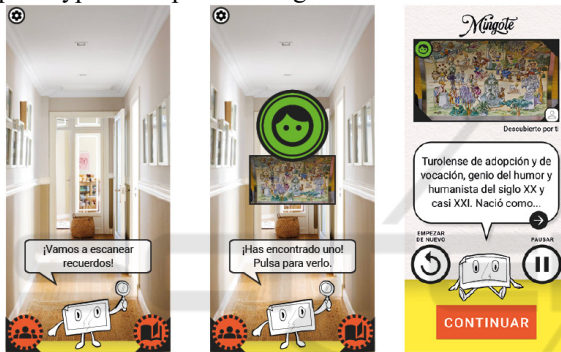 ¡Vamos a escanear
recuerdos!
¡Has encontrado uno!
Pulsa para verlo.
Mingote
Descubierto por ti
Turolense de adopción y de
vocación, genio del humor y
humanista del siglo XX y
casi XXI. Nació como...
EMPEZAR
DE NUEVO
PAUSAR
CONTINUAR